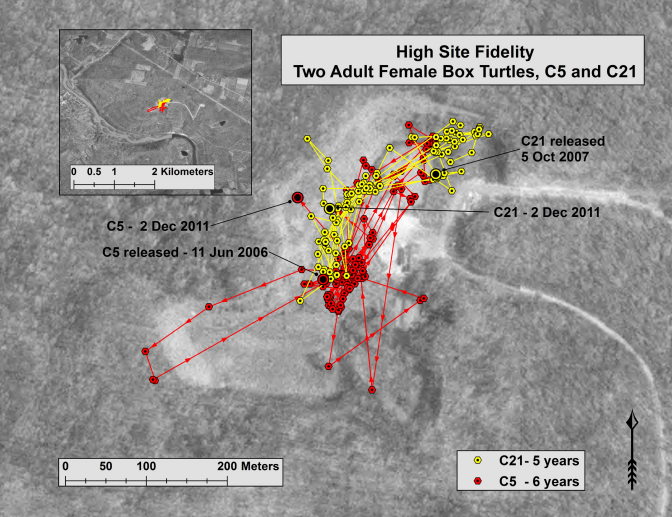 High Site Fidelity
Two Adult Female Box Turtles, C5 and C21
0 0.5 1 2 Kilometers
C21 released
5 Oct 2007
C21 - 2 Dec 2011
C5 - 2 Dec 2011
C5 released - 11 Jun 2006
0 50 100 200 Meters
C21- 5 years
C5 - 6 years